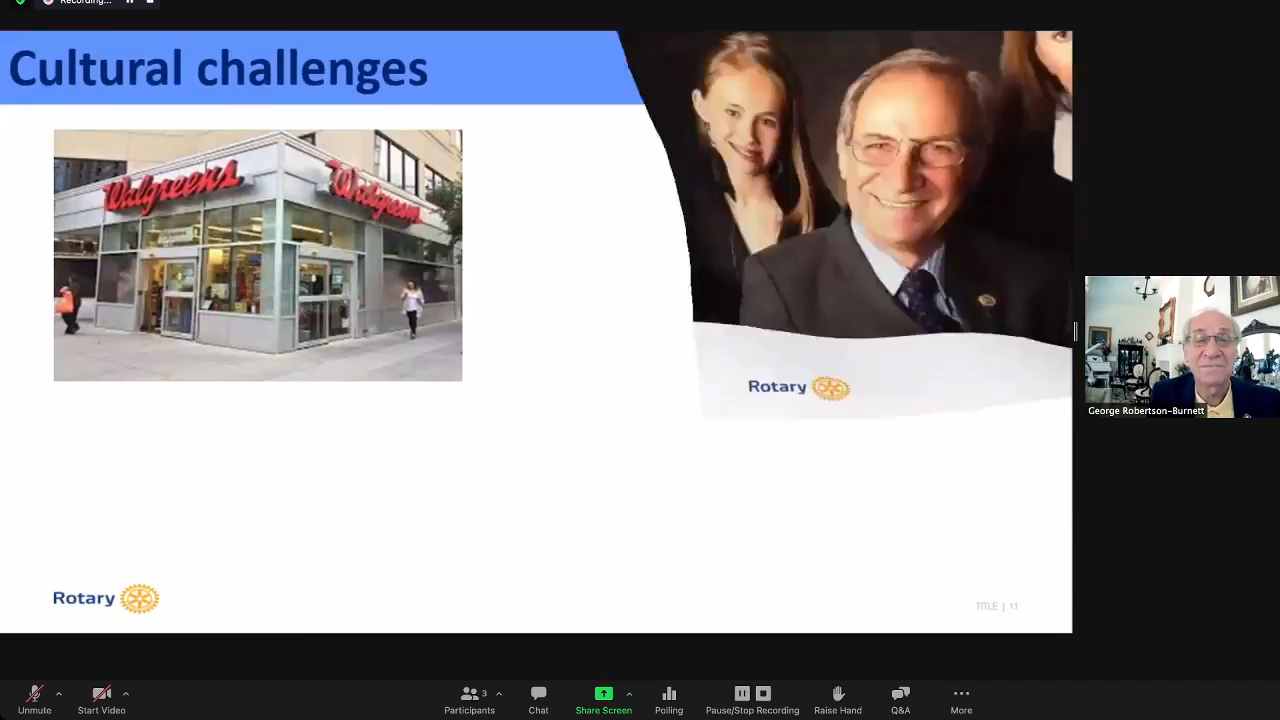 Recording...
Cultural challenges
Walgreens
Walgreens
Rotary
George Robertson-Burnett
Rotary
TITLE | 11
3
Unmute
Start Video
Participants
Chat
Share Screen
Polling
Pause/Stop Recording
Raise Hand
Q&A
More